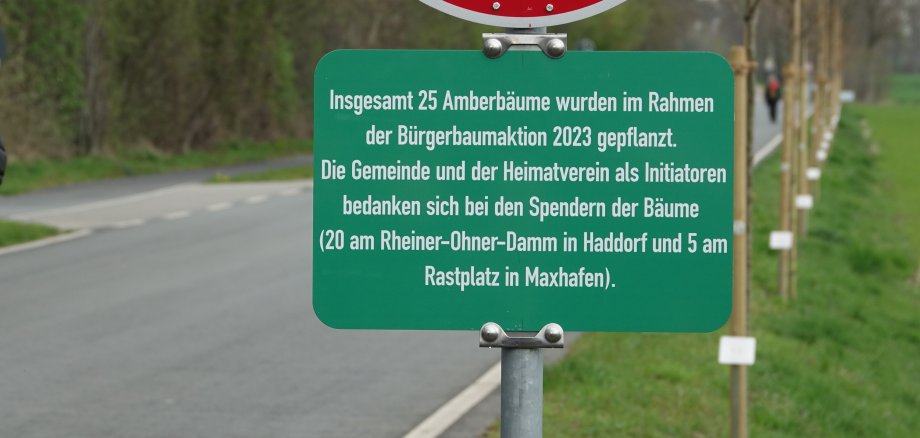 Insgesamt 25 Amberbäume wurden im Rahmen
der Bürgerbaumaktion 2023 gepflanzt.
Die Gemeinde und der Heimatverein als Initiatoren
bedanken sich bei den Spendern der Bäume
(20 am Rheiner-Ohner-Damm in Haddorf und 5 am
Rastplatz in Maxhafen).